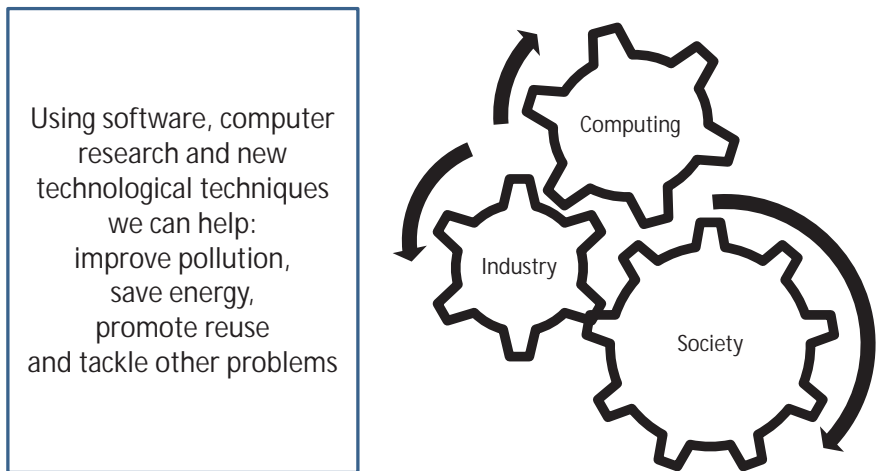 Using software, computer
research and new
technological techniques
we can help:
improve pollution,
save energy,
promote reuse
and tackle other problems
Computing
Industry
Society